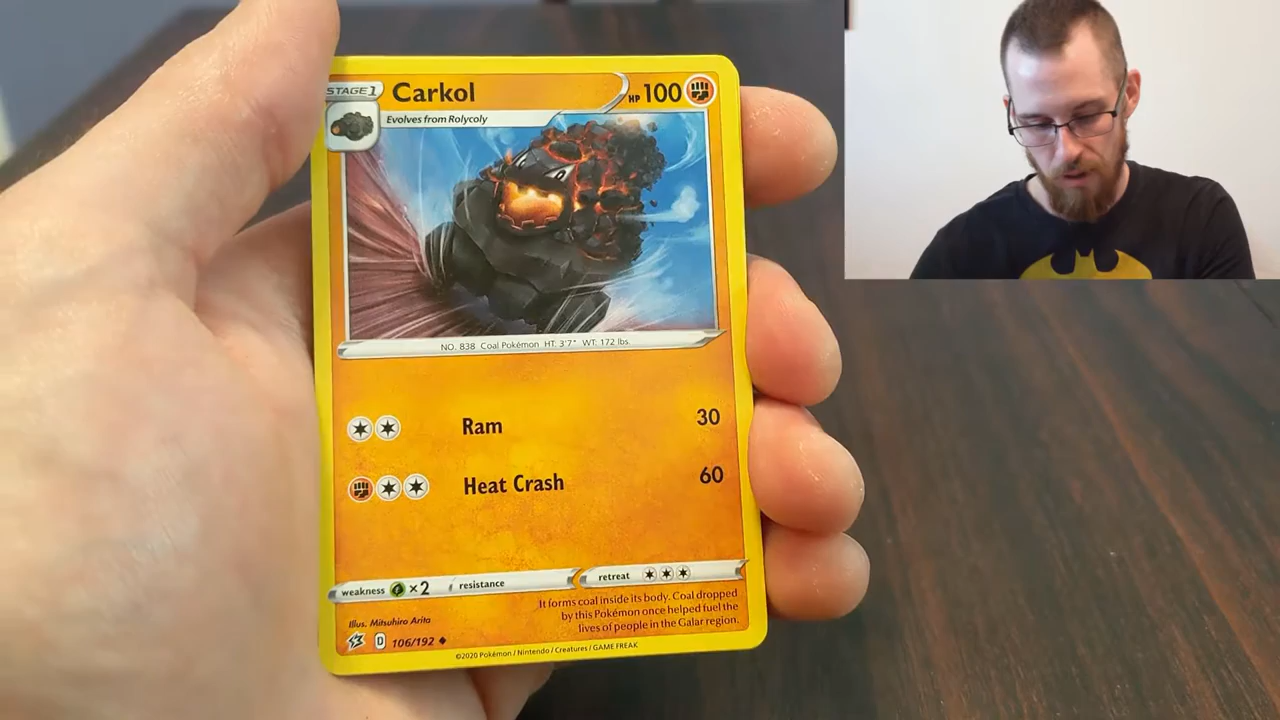 STAGE 1
Carkol
HP 100
Evolves from Rolycoly
NO. 838 Coal Pokémon HT: 3'7" WT: 172 lbs.
Ram 30
Heat Crash 60
weakness ×2 resistance retreat
It forms coal inside its body. Coal dropped
by this Pokémon once helped fuel the
lives of people in the Galar region.
Illus. Mitsuhiro Arita
D 106/192
©2020 Pokémon / Nintendo / Creatures / GAME FREAK